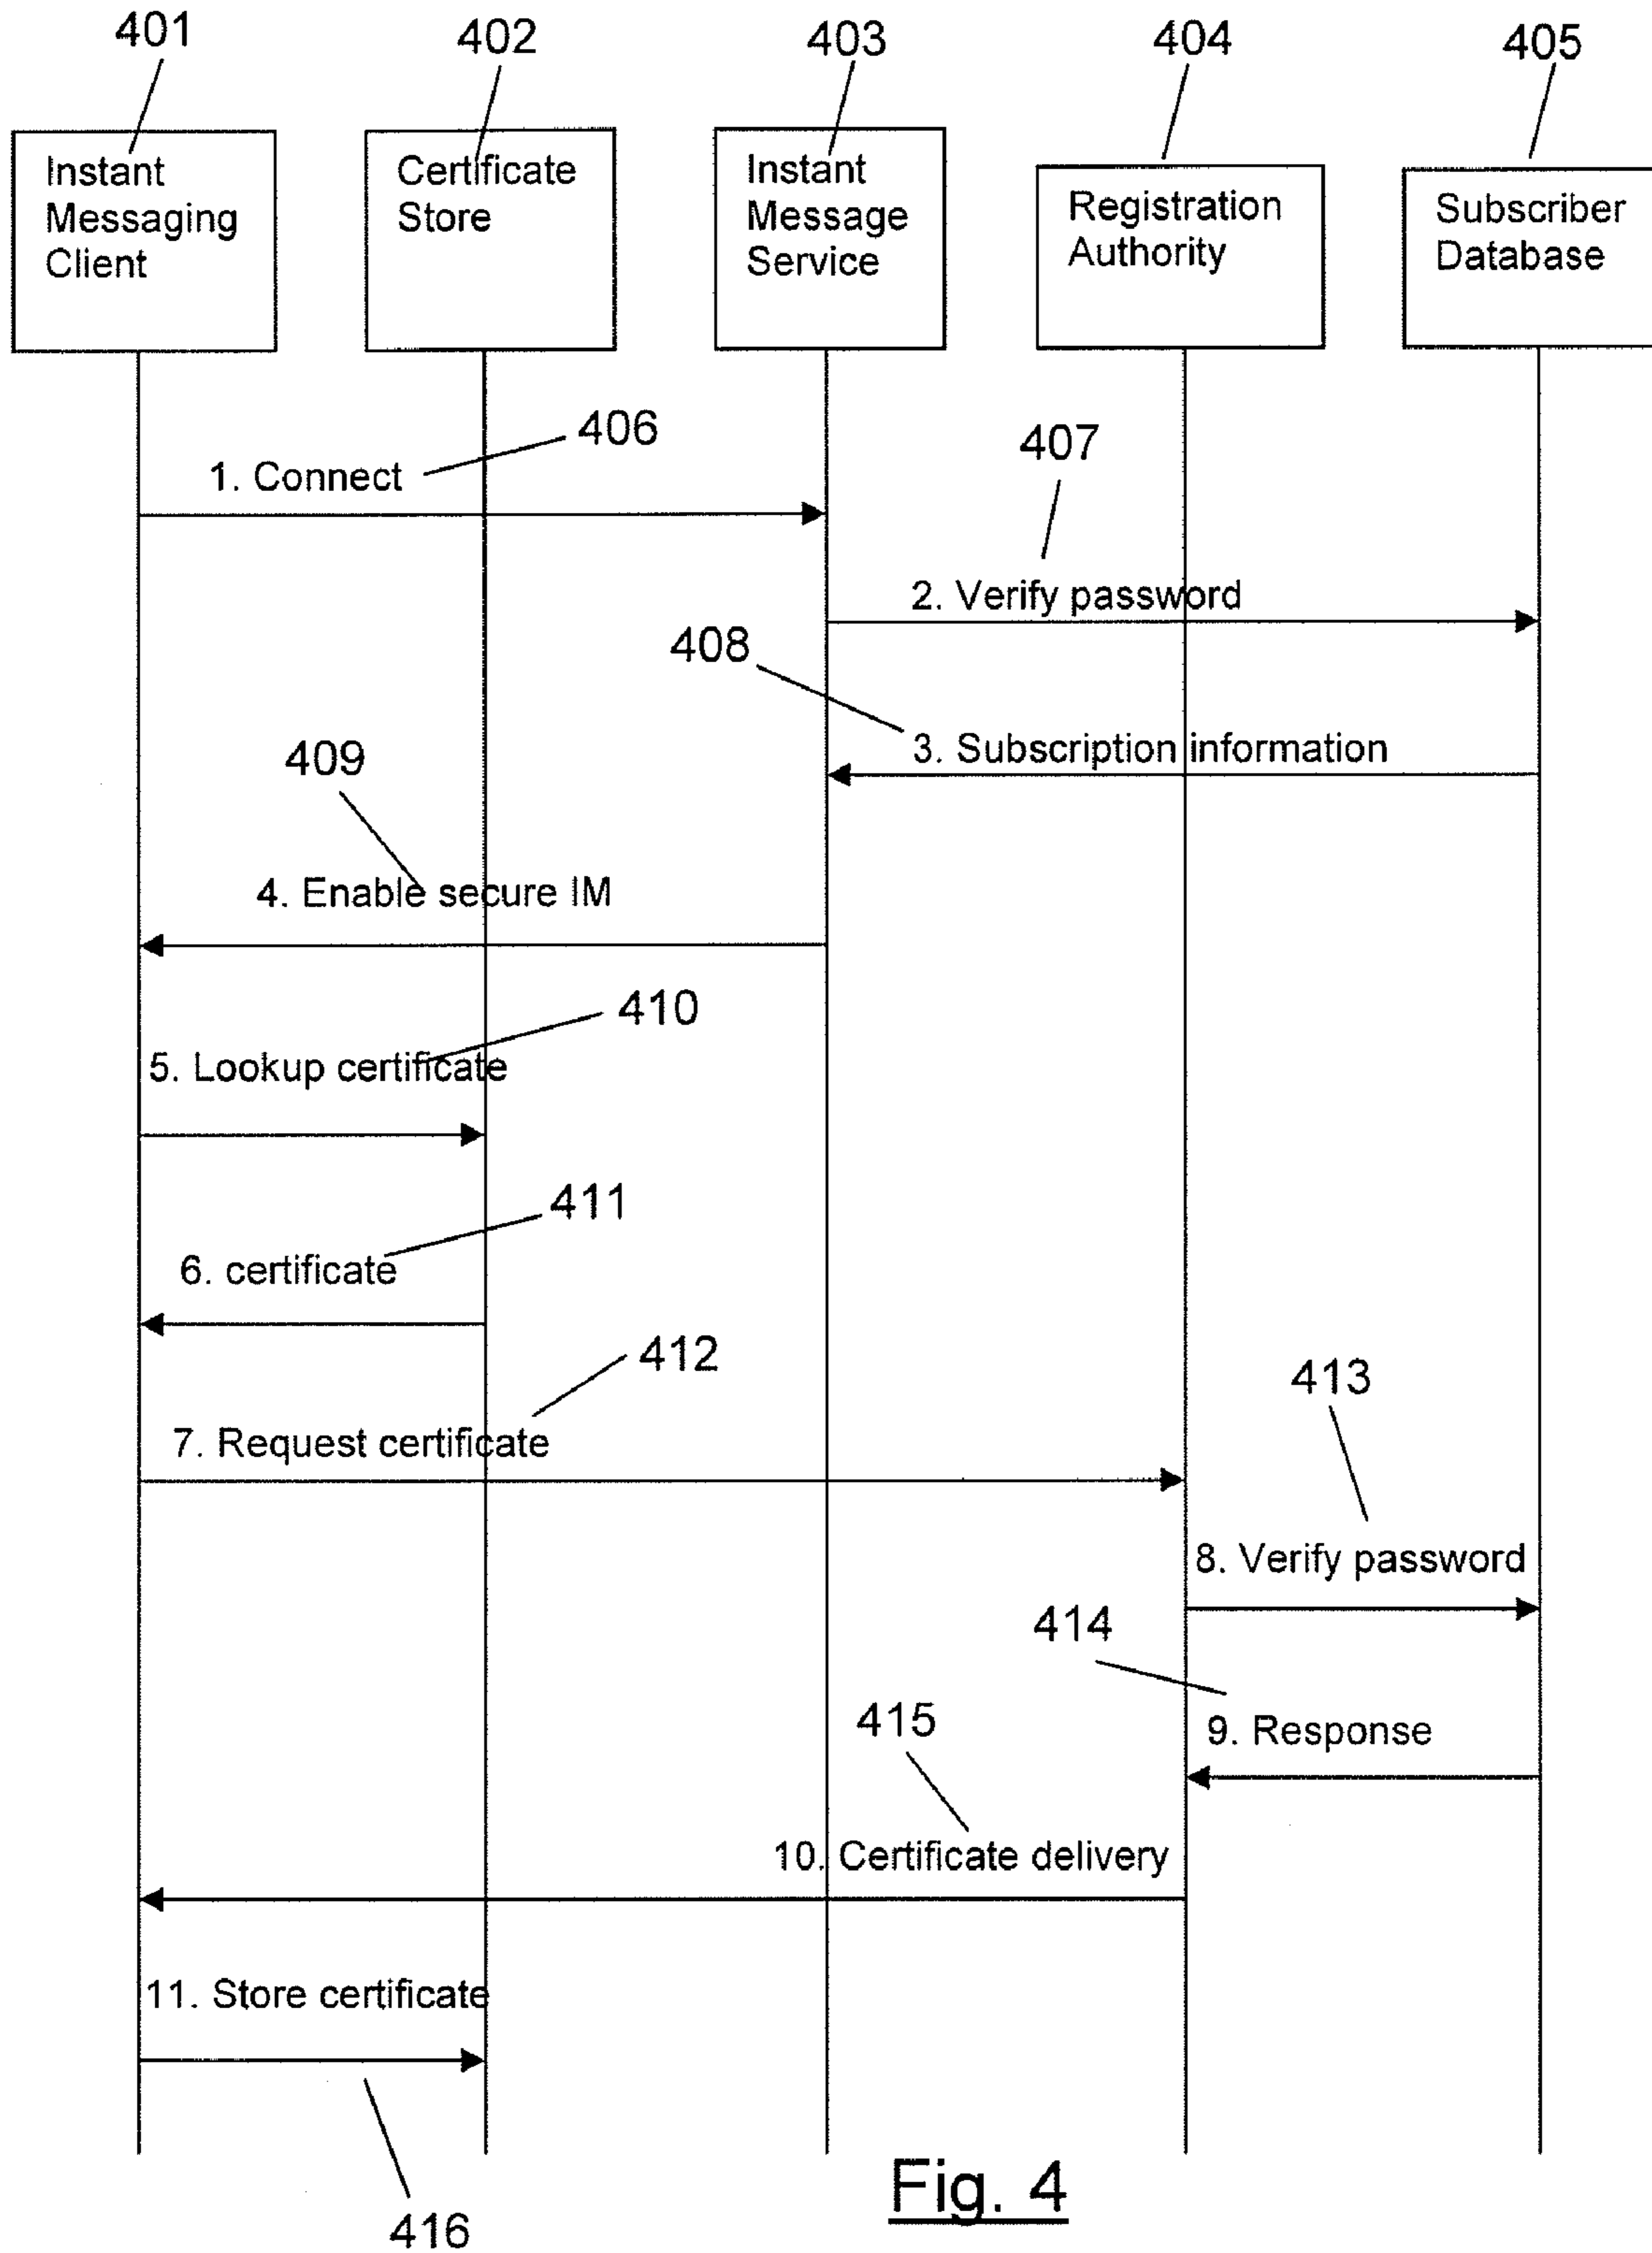 401
402
403
404
405
Instant
Messaging
Client
Certificate
Store
Instant
Message
Service
Registration
Authority
Subscriber
Database
406
1. Connect
407
2. Verify password
408
3. Subscription information
409
4. Enable secure IM
410
5. Lookup certificate
411
6. certificate
412
7. Request certificate
413
8. Verify password
414
9. Response
415
10. Certificate delivery
11. Store certificate
416
Fig. 4